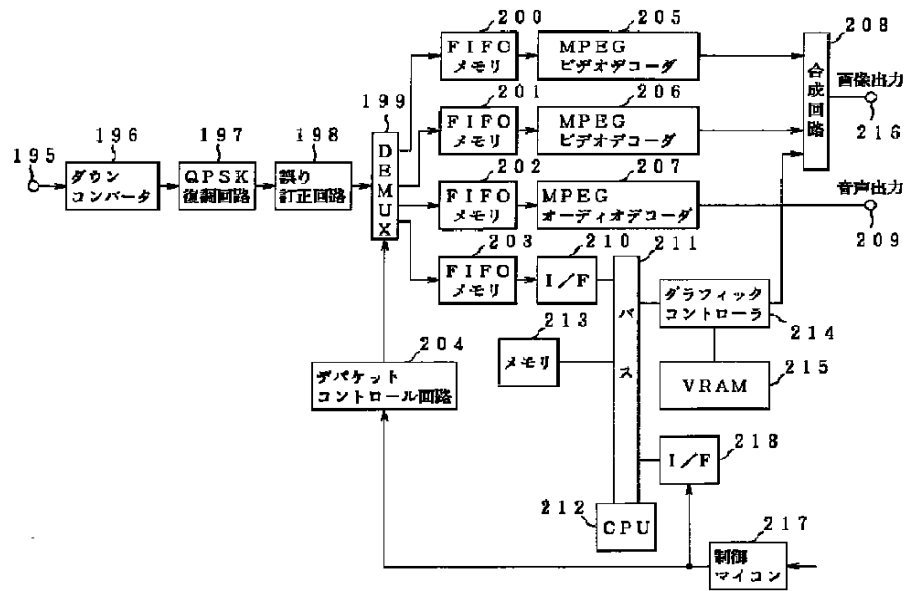 200
205
208
FIFO
メモリ
MPEG
ビデオデコーダ
合成回路
画像出力
216
199
201
206
FIFO
メモリ
MPEG
ビデオデコーダ
195
196
197
198
ダウン
コンバータ
QPSK
復調回路
誤り
訂正回路
DEMUX
202
207
FIFO
メモリ
MPEG
オーディオデコーダ
音声出力
209
203
210
211
FIFO
メモリ
I/F
バス
グラフィック
コントローラ
214
213
メモリ
204
デパケット
コントロール回路
VRAM
215
218
I/F
212
CPU
217
制御
マイコン